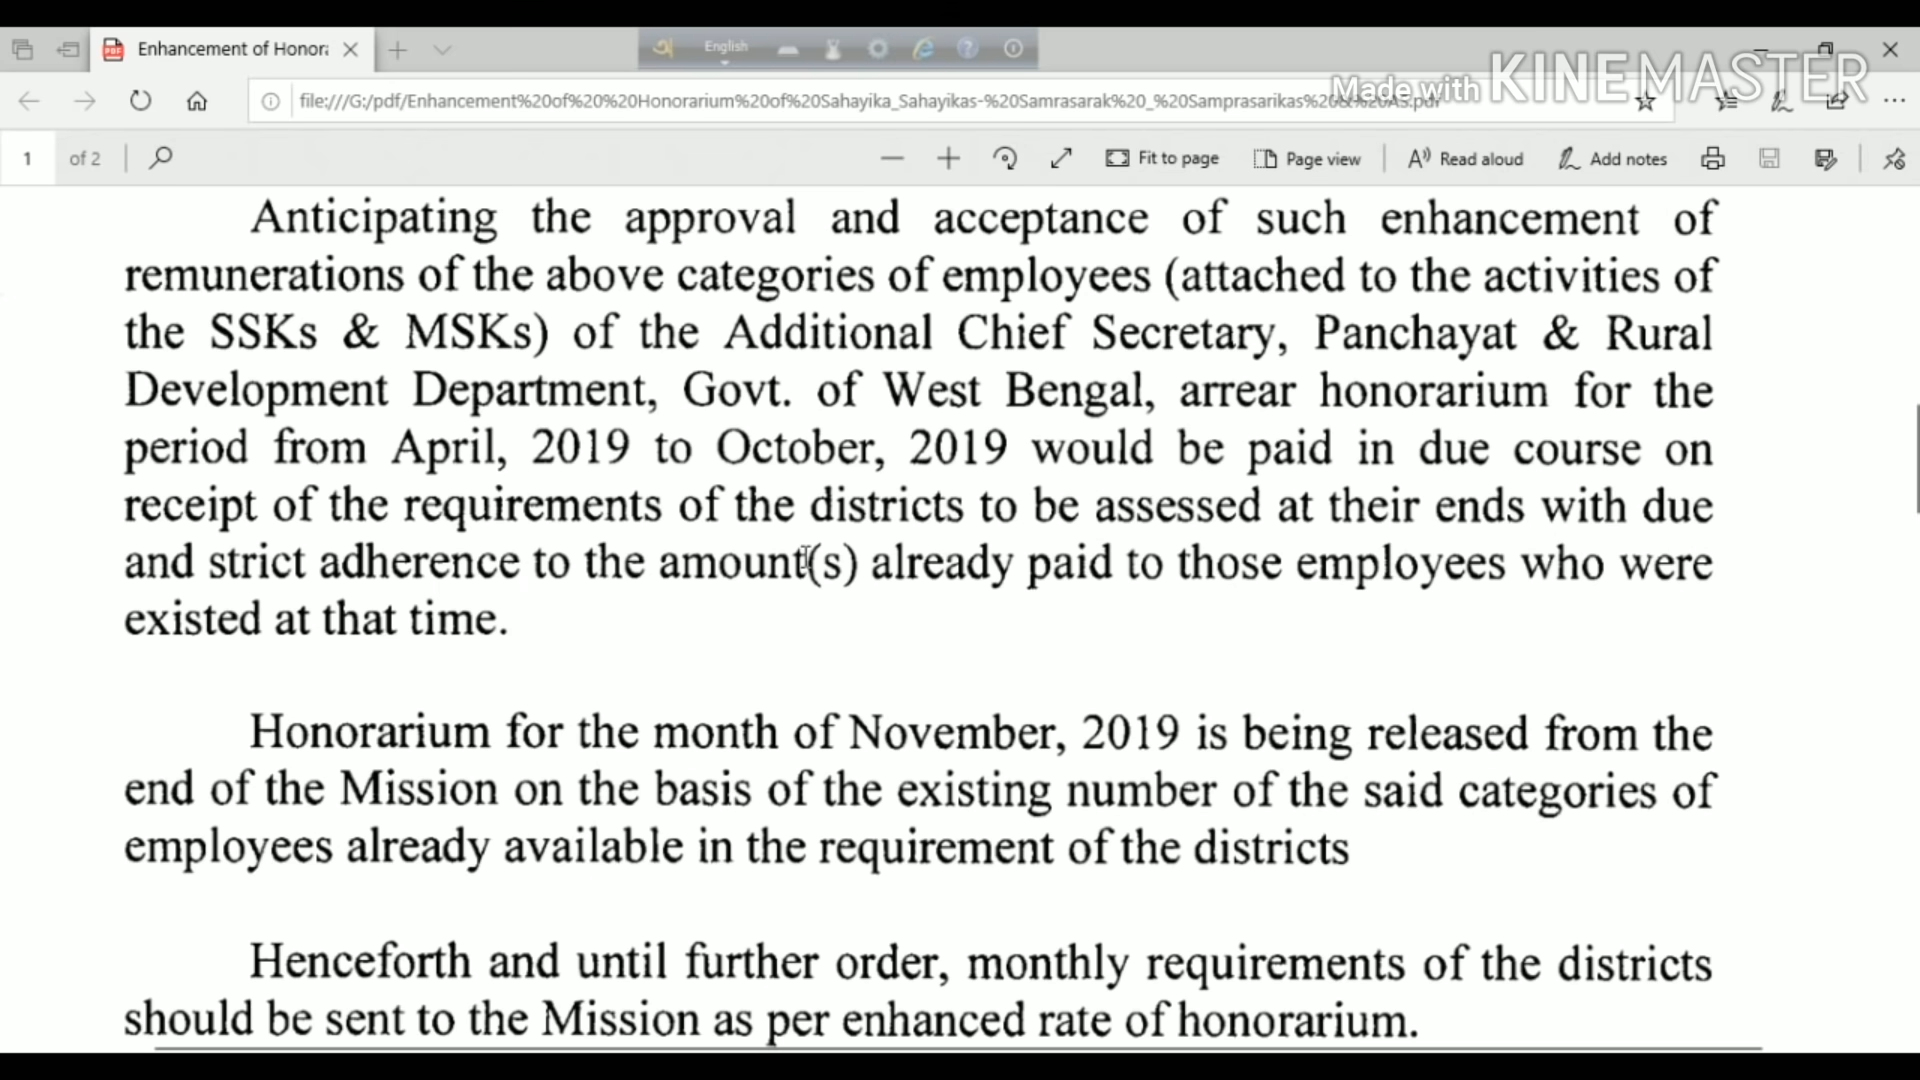 Enhancement of Honor
English
Made with KINEMASTER
file:///G:/pdf/Enhancement%20of%20%20Honorarium%20of%20Sahayika_Sahayikas-%20Samrasarak%20_%20Samprasarikas%20&%20AS.pdf
1 of 2 Fit to page Page view Read aloud Add notes
Anticipating the approval and acceptance of such enhancement of
remunerations of the above categories of employees (attached to the activities of
the SSKs & MSKs) of the Additional Chief Secretary, Panchayat & Rural
Development Department, Govt. of West Bengal, arrear honorarium for the
period from April, 2019 to October, 2019 would be paid in due course on
receipt of the requirements of the districts to be assessed at their ends with due
and strict adherence to the amount(s) already paid to those employees who were
existed at that time.
Honorarium for the month of November, 2019 is being released from the
end of the Mission on the basis of the existing number of the said categories of
employees already available in the requirement of the districts
Henceforth and until further order, monthly requirements of the districts
should be sent to the Mission as per enhanced rate of honorarium.